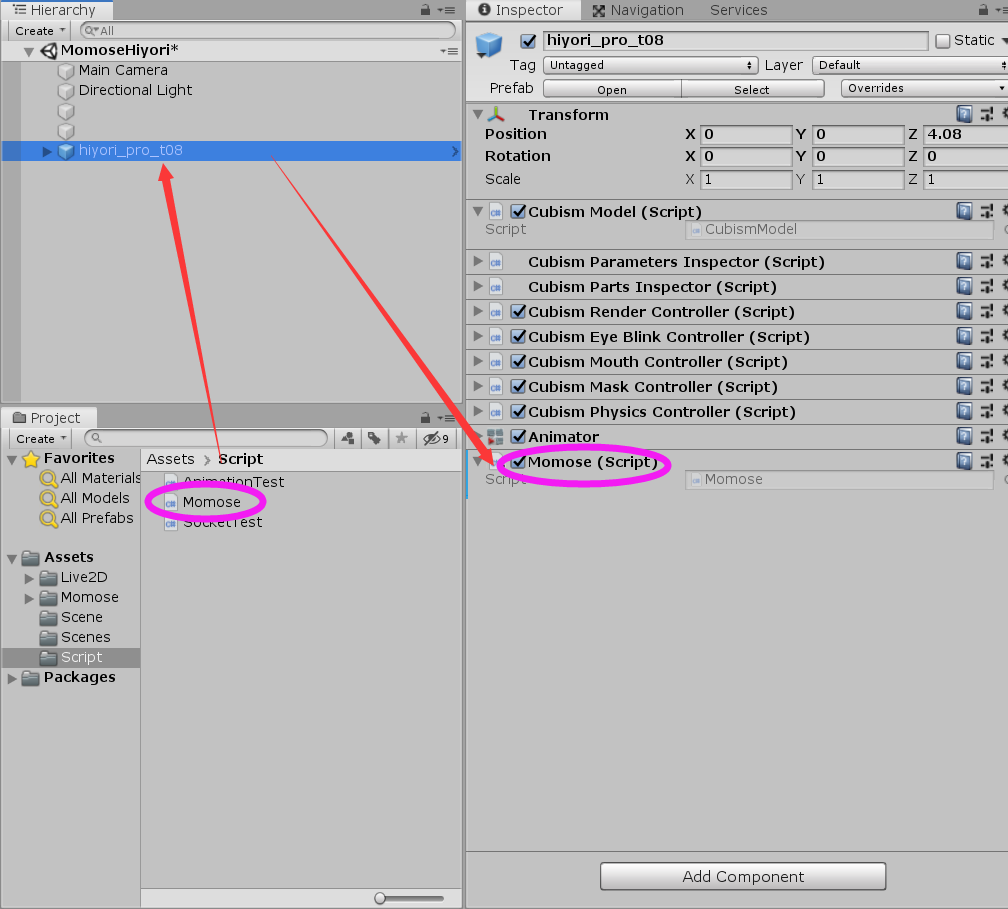 Hierarchy
Create
All
MomoseHiyori*
Main Camera
Directional Light
hiyori_pro_t08
Project
Create
9
Favorites
All Materials
All Models
All Prefabs
Assets
Live2D
Momose
Scene
Scenes
Script
Packages
Assets > Script
AnimationTest
Momose
SocketTest
Inspector Navigation Services
hiyori_pro_t08 Static
Tag Untagged Layer Default
Prefab Open Select Overrides
Transform
Position X 0 Y 0 Z 4.08
Rotation X 0 Y 0 Z 0
Scale X 1 Y 1 Z 1
Cubism Model (Script)
Script CubismModel
Cubism Parameters Inspector (Script)
Cubism Parts Inspector (Script)
Cubism Render Controller (Script)
Cubism Eye Blink Controller (Script)
Cubism Mouth Controller (Script)
Cubism Mask Controller (Script)
Cubism Physics Controller (Script)
Animator
Momose (Script)
Script Momose
Add Component